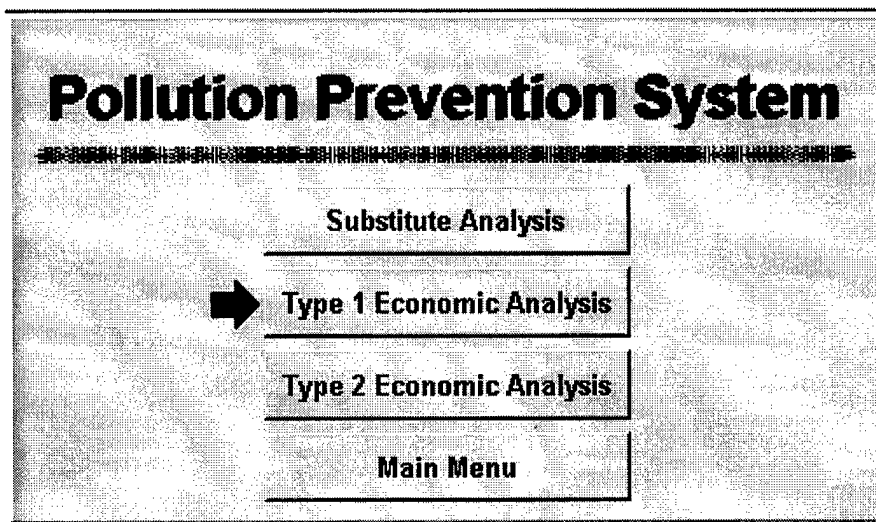 Pollution Prevention System
Substitute Analysis
Type 1 Economic Analysis
Type 2 Economic Analysis
Main Menu